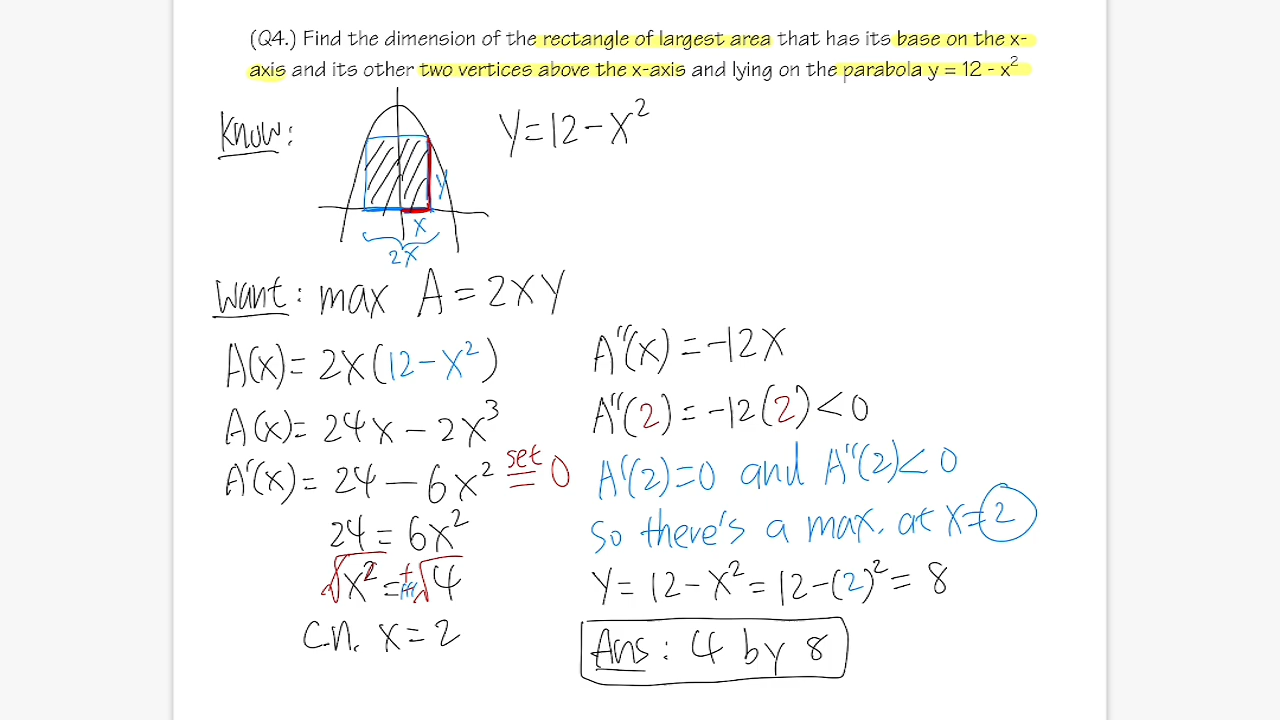 (Q4.) Find the dimension of the rectangle of largest area that has its base on the x-
axis and its other two vertices above the x-axis and lying on the parabola y = 12 - x²
Know:
y=12-x²
y
x
2x
Want: max A=2xy
A(x)=2x(12-x²)
A(x)=24x-2x³
A'(x)=24-6x² set= 0
24=6x²
√x²=±√4
c.n. x=2
A''(x)=-12x
A''(2)=-12(2)<0
A'(2)=0 and A''(2)<0
So there's a max. at x=2
y=12-x²=12-(2)²=8
Ans: 4 by 8